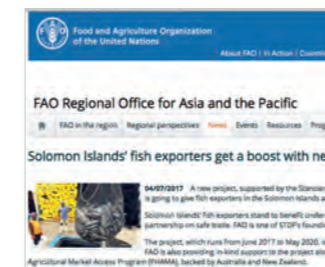 Food and Agriculture Organization
of the United Nations
About FAO | In Action |
FAO Regional Office for Asia and the Pacific
FAO in the region Regional perspectives News Events Resources
Solomon Islands' fish exporters get a boost with
04/07/2017 A new project, supported by the
is going to give fish exporters in the Solomon Islands a
Solomon Islands' fish exporters stand to benefit under
partnership on safe trade. FAO is one of STDF's
The project, which runs from June 2017 to May 2020,
FAO is also providing in-kind support to the project
Agricultural Market Access Program (PHAMA), backed by Australia and New Zealand.